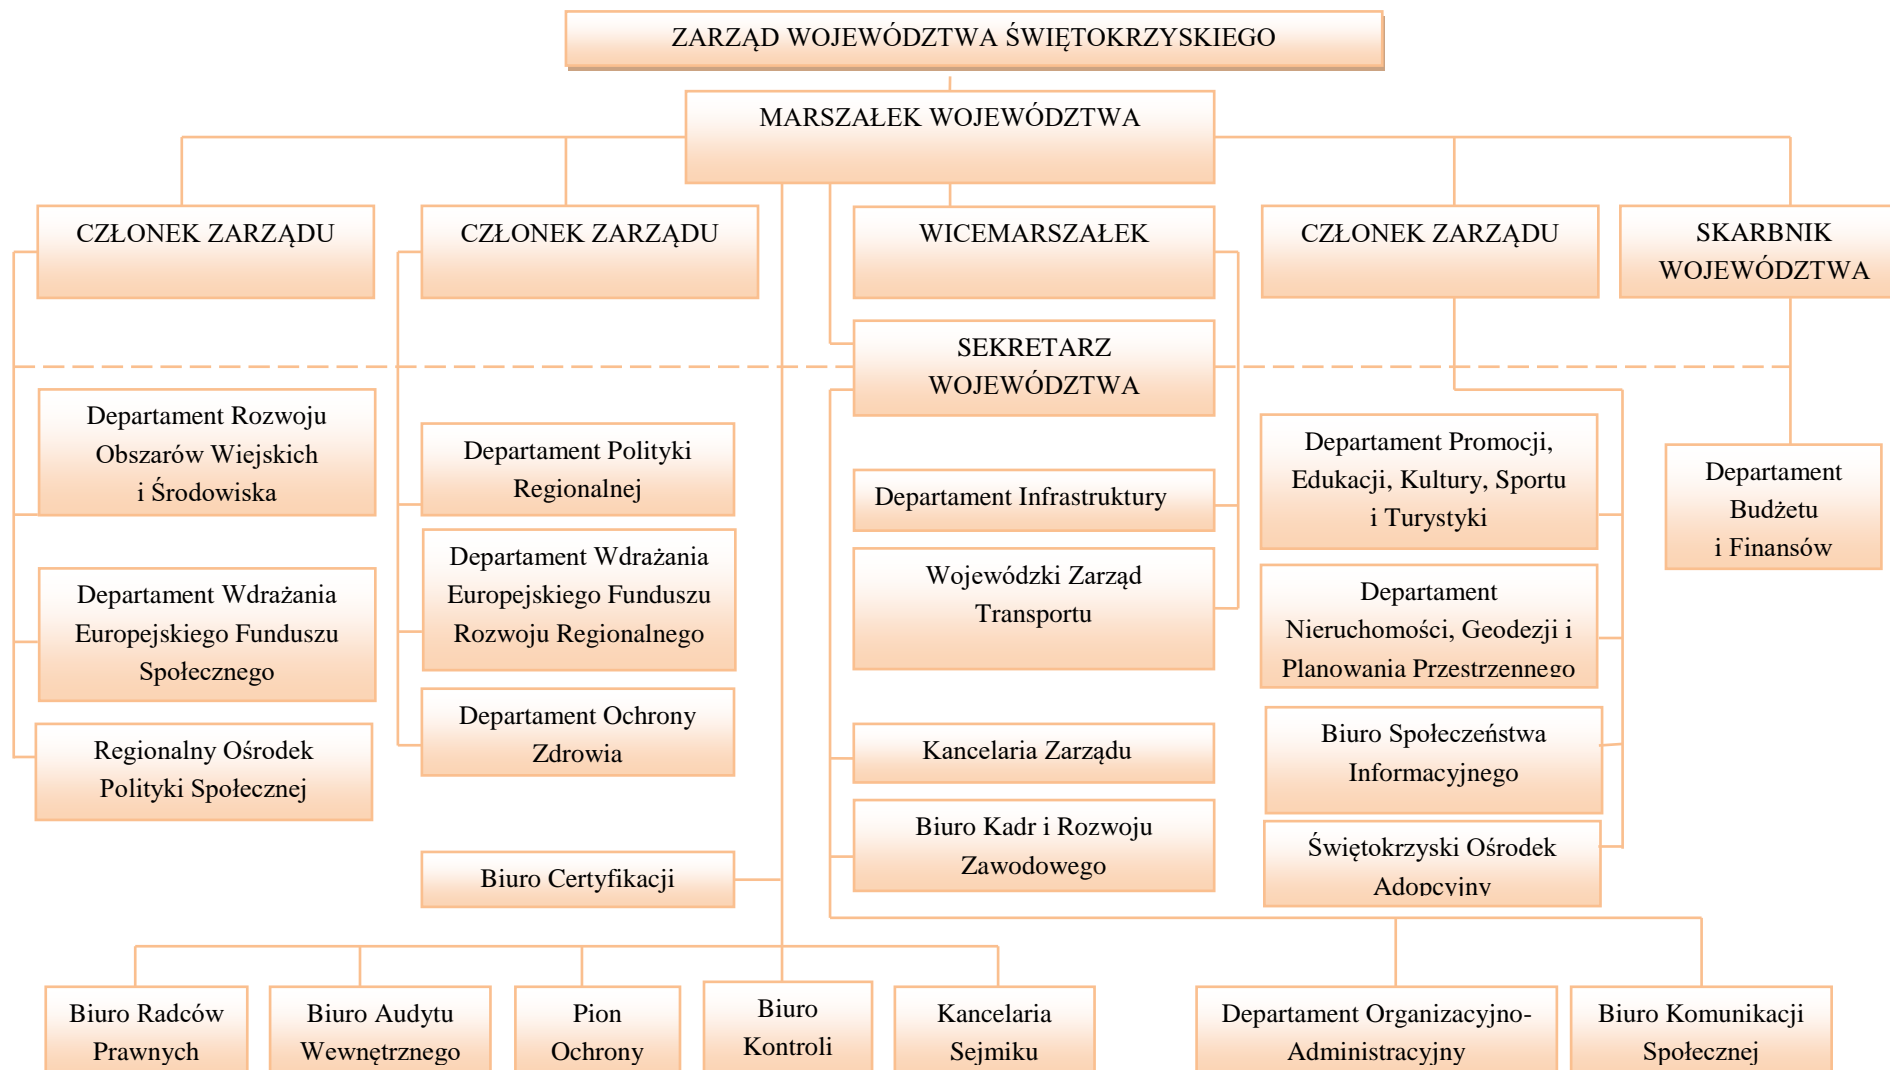 ZARZĄD WOJEWÓDZTWA ŚWIĘTOKRZYSKIEGO
MARSZAŁEK WOJEWÓDZTWA
CZŁONEK ZARZĄDU
CZŁONEK ZARZĄDU
WICEMARSZAŁEK
CZŁONEK ZARZĄDU
SKARBNIK
WOJEWÓDZTWA
SEKRETARZ
WOJEWÓDZTWA
Departament Rozwoju
Obszarów Wiejskich
i Środowiska
Departament Polityki
Regionalnej
Departament Infrastruktury
Departament Promocji,
Edukacji, Kultury, Sportu
i Turystyki
Departament
Budżetu
i Finansów
Departament Wdrażania
Europejskiego Funduszu
Społecznego
Departament Wdrażania
Europejskiego Funduszu
Rozwoju Regionalnego
Wojewódzki Zarząd
Transportu
Departament
Nieruchomości, Geodezji i
Planowania Przestrzennego
Regionalny Ośrodek
Polityki Społecznej
Departament Ochrony
Zdrowia
Kancelaria Zarządu
Biuro Społeczeństwa
Informacyjnego
Biuro Certyfikacji
Biuro Kadr i Rozwoju
Zawodowego
Świętokrzyski Ośrodek
Adopcyjny
Biuro Radców
Prawnych
Biuro Audytu
Wewnętrznego
Pion
Ochrony
Biuro
Kontroli
Kancelaria
Sejmiku
Departament Organizacyjno-
Administracyjny
Biuro Komunikacji
Społecznej